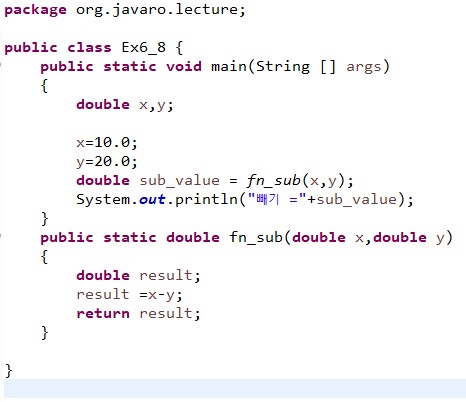 package org.javaro.lecture;
public class Ex6_8 {
public static void main(String [] args)
{
double x,y;
x=10.0;
y=20.0;
double sub_value = fn_sub(x,y);
System.out.println("빼기 ="+sub_value);
}
public static double fn_sub(double x,double y)
{
double result;
result =x-y;
return result;
}
}